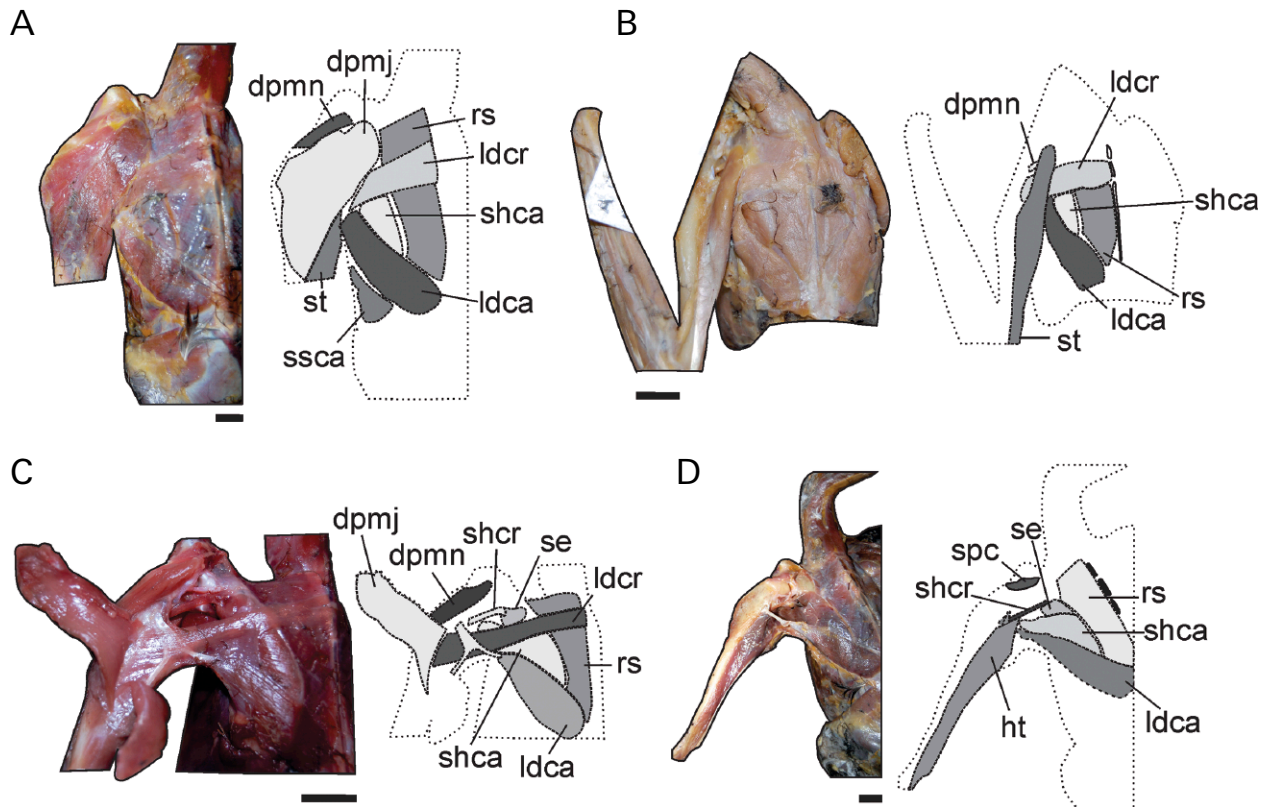 A
dpmn
dpmj
rs
ldcr
shca
st
ldca
ssca
B
ldcr
dpmn
shca
rs
ldca
st
C
dpmj
dpmn
shcr
se
ldcr
rs
shca
ldca
D
se
spc
shcr
rs
shca
ht
ldca